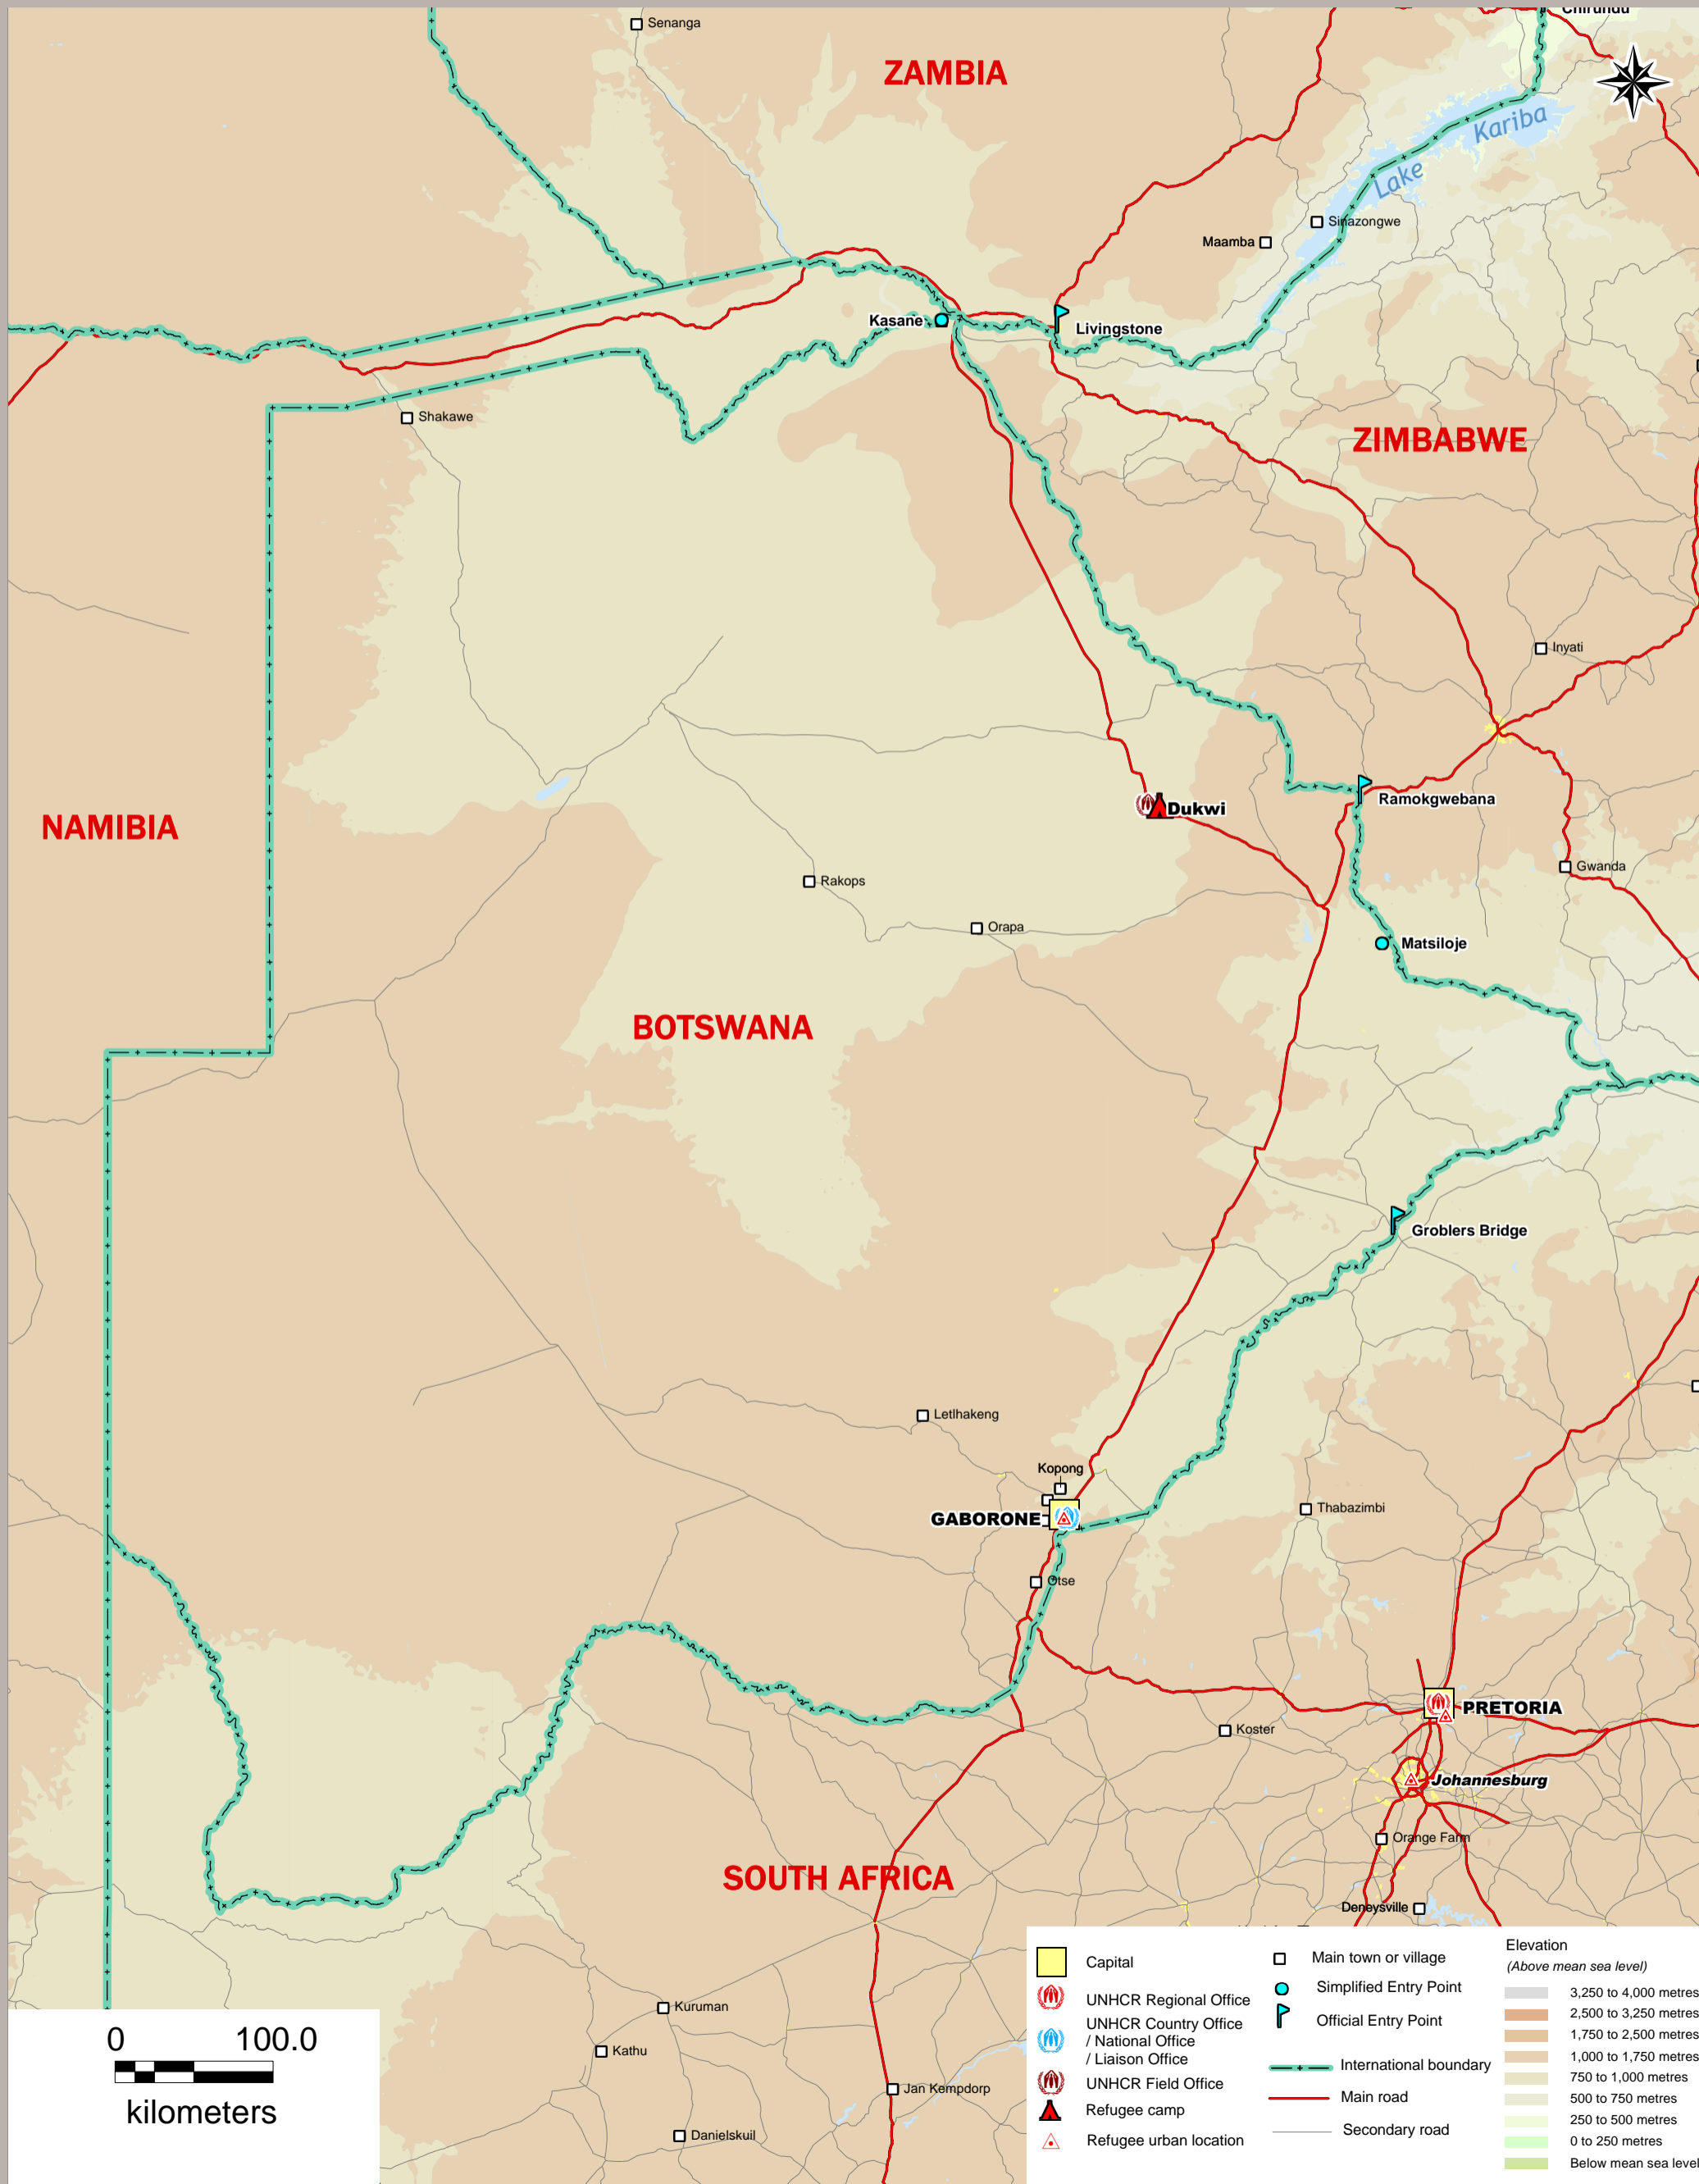 Chirundu
Senanga
ZAMBIA
Lake Kariba
Sinazongwe
Maamba
Kasane
Livingstone
Shakawe
ZIMBABWE
Inyati
NAMIBIA
Dukwi
Ramokgwebana
Gwanda
Rakops
Orapa
Matsiloje
BOTSWANA
Groblers Bridge
Letlhakeng
Kopong
GABORONE
Thabazimbi
Otse
PRETORIA
Koster
Johannesburg
Orange Farm
SOUTH AFRICA
Deneysville
Kuruman
Kathu
Jan Kempdorp
Danielskuil
0 100.0
kilometers
Capital
UNHCR Regional Office
UNHCR Country Office
/ National Office
/ Liaison Office
UNHCR Field Office
Refugee camp
Refugee urban location
Main town or village
Simplified Entry Point
Official Entry Point
International boundary
Main road
Secondary road
Elevation
(Above mean sea level)
3,250 to 4,000 metres
2,500 to 3,250 metres
1,750 to 2,500 metres
1,000 to 1,750 metres
750 to 1,000 metres
500 to 750 metres
250 to 500 metres
0 to 250 metres
Below mean sea level